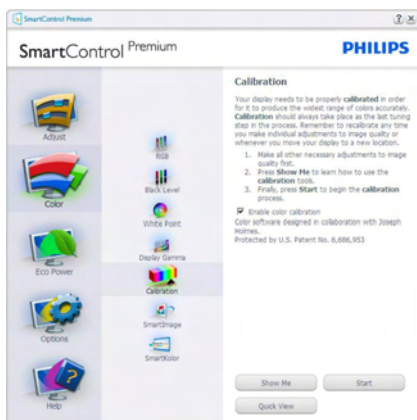 SmartControl Premium
SmartControl Premium
PHILIPS
Adjust
Color
Eco Power
Options
Help
RGB
Black Level
White Point
Display Gamma
Calibration
SmartImage
SmartKolor
Calibration
Your display needs to be properly calibrated in order
for it to produce the widest range of colors accurately.
Calibration should always take place as the last tuning
step in the process. Remember to recalibrate any time
you make individual adjustments to image quality or
whenever you move your display to a new location.
1. Make all other necessary adjustments to image
quality first.
2. Press Show Me to learn how to use the
calibration tools.
3. Finally, press Start to begin the calibration
process.
Enable color calibration
Color software designed in collaboration with Joseph
Holmes.
Protected by U.S. Patent No. 6,686,953
Show Me
Start
Quick View